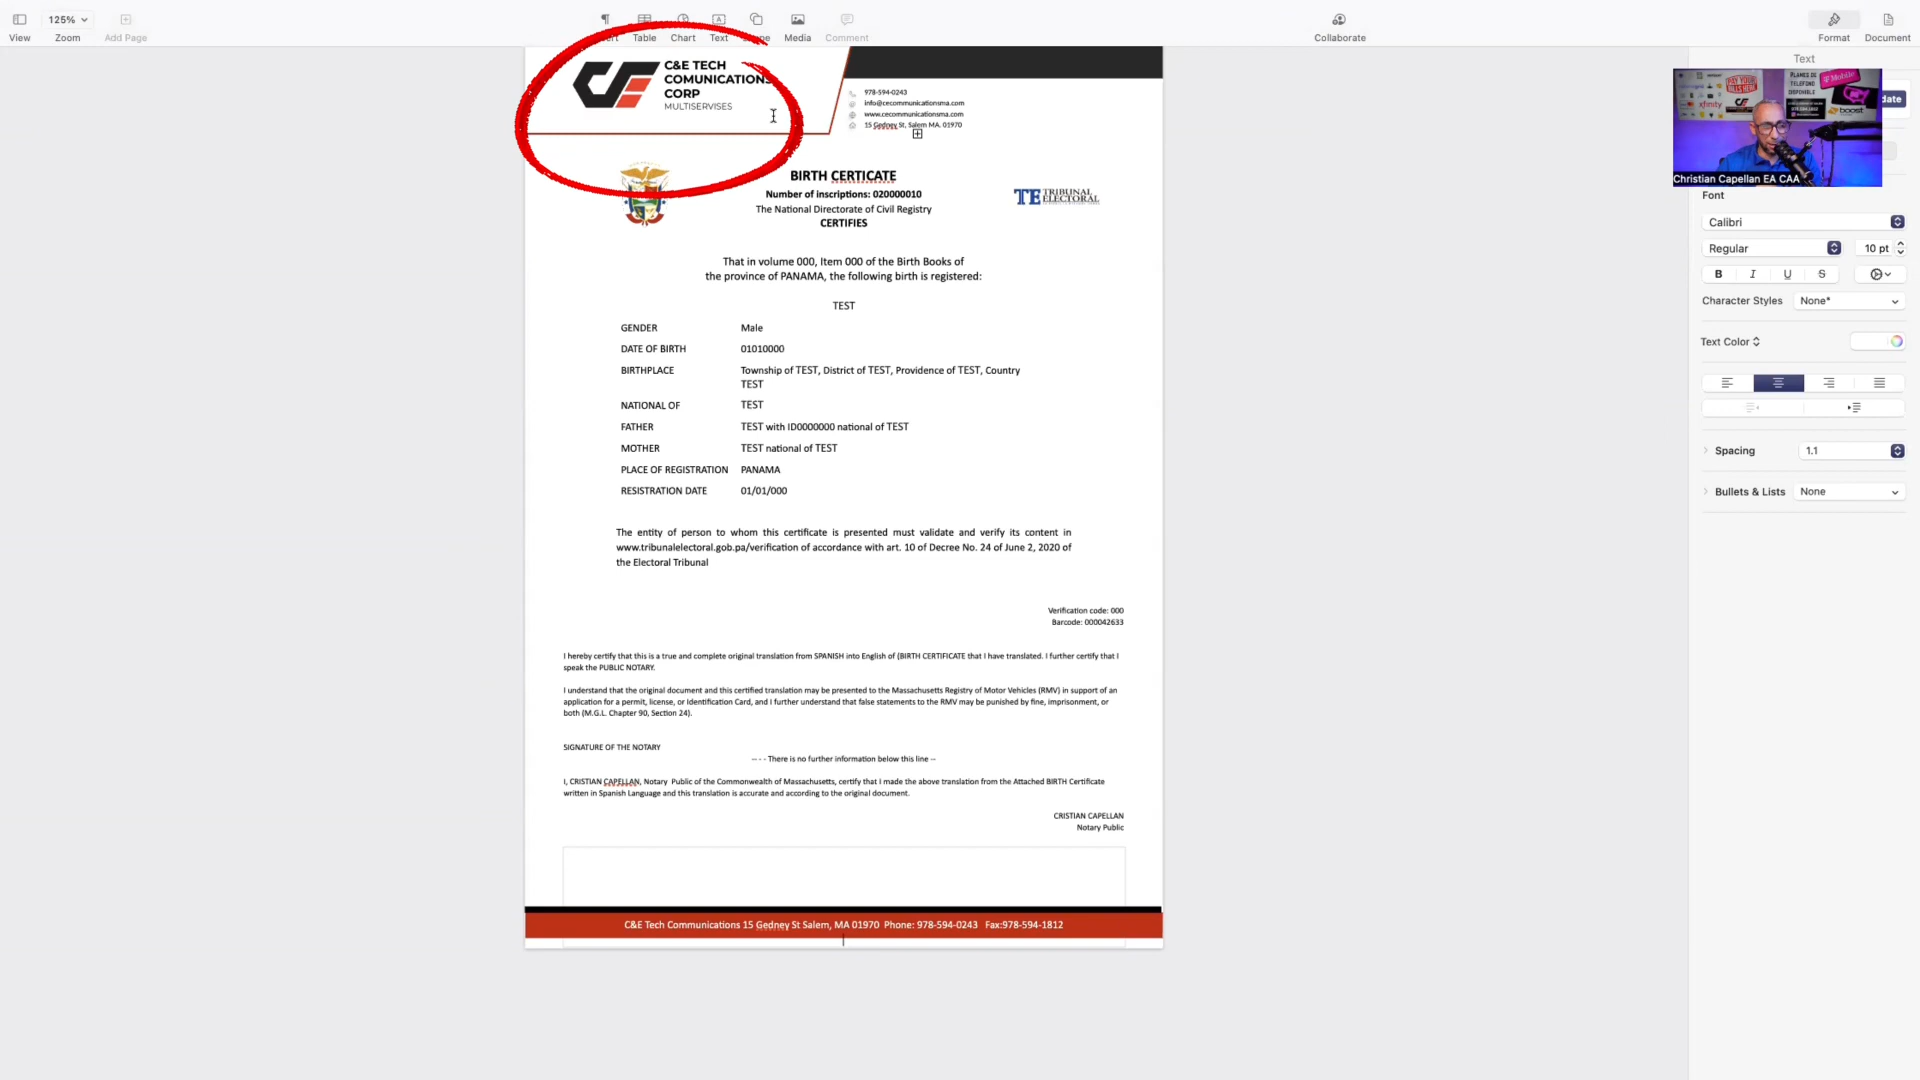 125%
View
Zoom
Add Page
Table
Chart
Text
Media
Comment
Collaborate
Format
Document
C&E TECH
COMUNICATIONS
CORP
MULTISERVISES
978-594-0243
info@cecommunicationsma.com
www.cecommunicationsma.com
15 Gedney St, Salem MA. 01970
BIRTH CERTICATE
Number of inscriptions: 020000010
The National Directorate of Civil Registry
CERTIFIES
TE TRIBUNAL
ELECTORAL
That in volume 000, Item 000 of the Birth Books of
the province of PANAMA, the following birth is registered:
TEST
GENDER Male
DATE OF BIRTH 01010000
BIRTHPLACE Township of TEST, District of TEST, Providence of TEST, Country
TEST
NATIONAL OF TEST
FATHER TEST with ID0000000 national of TEST
MOTHER TEST national of TEST
PLACE OF REGISTRATION PANAMA
RESISTRATION DATE 01/01/000
The entity of person to whom this certificate is presented must validate and verify its content in
www.tribunalelectoral.gob.pa/verification of accordance with art. 10 of Decree No. 24 of June 2, 2020 of
the Electoral Tribunal
Verification code: 000
Barcode: 000042633
I hereby certify that this is a true and complete original translation from SPANISH into English of (BIRTH CERTIFICATE that I have translated. I further certify that I
speak the PUBLIC NOTARY.
I understand that the original document and this certified translation may be presented to the Massachusetts Registry of Motor Vehicles (RMV) in support of an
application for a permit, license, or Identification Card, and I further understand that false statements to the RMV may be punished by fine, imprisonment, or
both (M.G.L. Chapter 90, Section 24).
SIGNATURE OF THE NOTARY
-- - - There is no further information below this line --
I, CRISTIAN CAPELLAN, Notary Public of the Commonwealth of Massachusetts, certify that I made the above translation from the Attached BIRTH Certificate
written in Spanish Language and this translation is accurate and according to the original document.
CRISTIAN CAPELLAN
Notary Public
C&E Tech Communications 15 Gedney St Salem, MA 01970 Phone: 978-594-0243 Fax:978-594-1812
Text
PAY YOUR
BILLS HERE
xfinity
PLANES DE
TELEFONO
DISPONIBLE
T Mobile
boost
Christian Capellan EA CAA
date
Font
Calibri
Regular
10 pt
B I U S
Character Styles None*
Text Color
Spacing 1.1
Bullets & Lists None